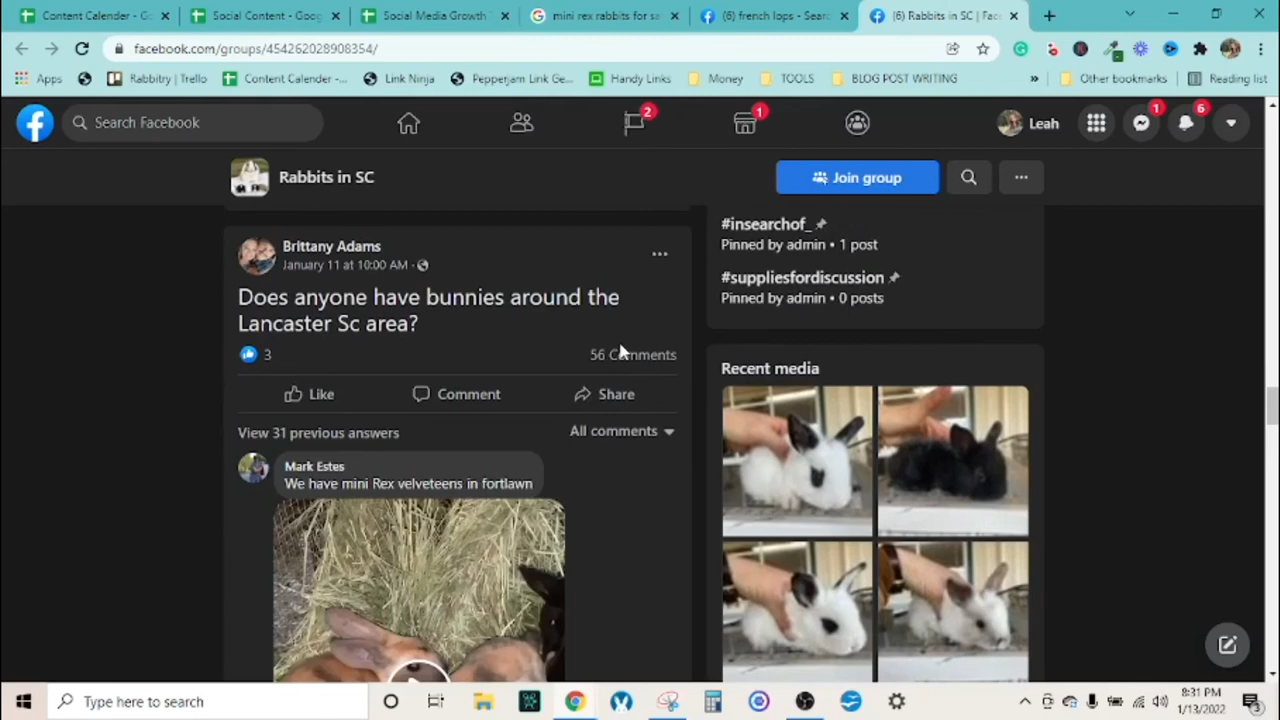 Content Calender - Go
Social Content - Goog
Social Media Growth
mini rex rabbits for sa
(6) french lops - Sear
(6) Rabbits in SC | Fac
facebook.com/groups/454262028908354/
Apps
Rabbitry | Trello
Content Calender -...
Link Ninja
Pepperjam Link Ge...
Handy Links
Money
TOOLS
BLOG POST WRITING
»
Other bookmarks
Reading list
Search Facebook
2
1
Leah
1
6
Rabbits in SC
Join group
Brittany Adams
January 11 at 10:00 AM ·
Does anyone have bunnies around the
Lancaster Sc area?
3
56 Comments
Like
Comment
Share
View 31 previous answers
All comments
Mark Estes
We have mini Rex velveteens in fortlawn
#insearchof_
Pinned by admin • 1 post
#suppliesfordiscussion
Pinned by admin • 0 posts
Recent media
Type here to search
8:31 PM
1/13/2022
3